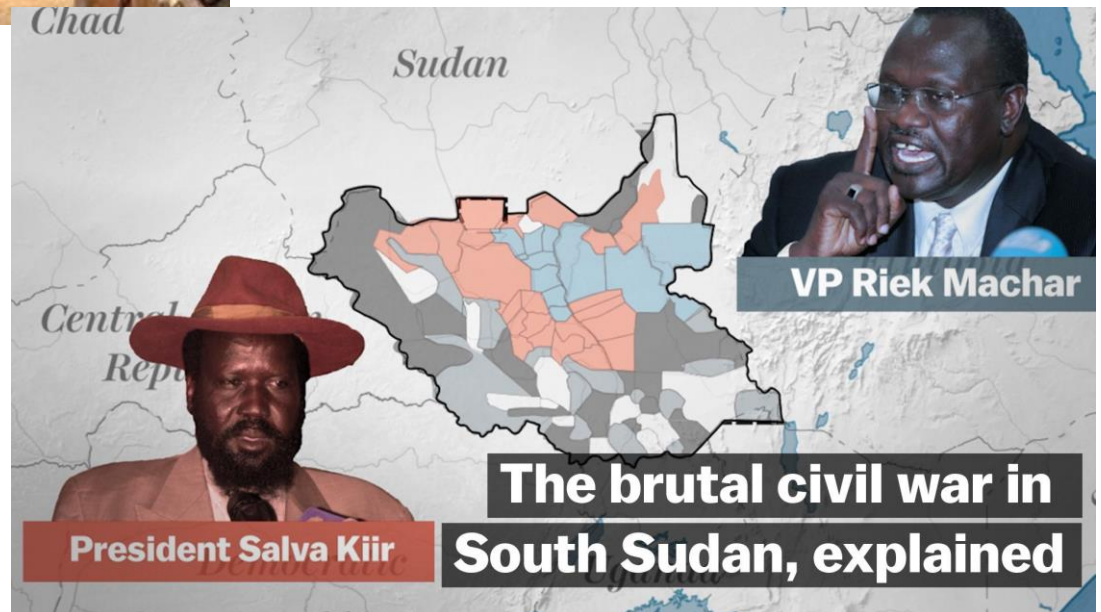 Chad
Sudan
VP Riek Machar
President Salva Kiir
The brutal civil war in
South Sudan, explained